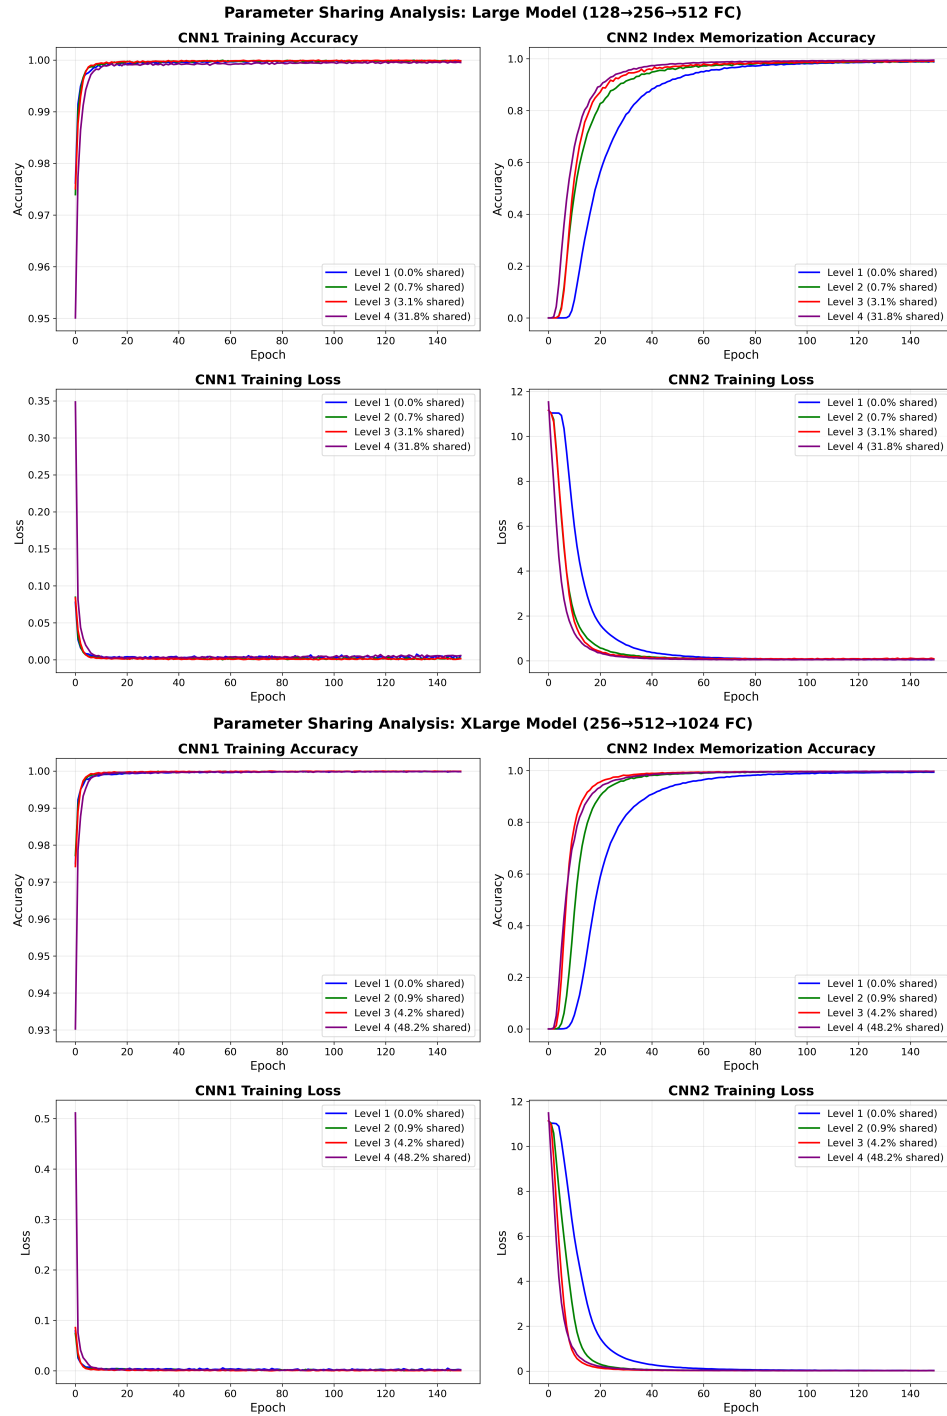 Parameter Sharing Analysis: Large Model (128→256→512 FC)
CNN1 Training Accuracy
1.00
0.99
0.98
0.97
0.96
0.95
Accuracy
0 20 40 60 80 100 120 140
Epoch
Level 1 (0.0% shared)
Level 2 (0.7% shared)
Level 3 (3.1% shared)
Level 4 (31.8% shared)
CNN2 Index Memorization Accuracy
1.0
0.8
0.6
0.4
0.2
0.0
Accuracy
0 20 40 60 80 100 120 140
Epoch
Level 1 (0.0% shared)
Level 2 (0.7% shared)
Level 3 (3.1% shared)
Level 4 (31.8% shared)
CNN1 Training Loss
0.35
0.30
0.25
0.20
0.15
0.10
0.05
0.00
Loss
0 20 40 60 80 100 120 140
Epoch
Level 1 (0.0% shared)
Level 2 (0.7% shared)
Level 3 (3.1% shared)
Level 4 (31.8% shared)
CNN2 Training Loss
12
10
8
6
4
2
0
Loss
0 20 40 60 80 100 120 140
Epoch
Level 1 (0.0% shared)
Level 2 (0.7% shared)
Level 3 (3.1% shared)
Level 4 (31.8% shared)
Parameter Sharing Analysis: XLarge Model (256→512→1024 FC)
CNN1 Training Accuracy
1.00
0.99
0.98
0.97
0.96
0.95
0.94
0.93
Accuracy
0 20 40 60 80 100 120 140
Epoch
Level 1 (0.0% shared)
Level 2 (0.9% shared)
Level 3 (4.2% shared)
Level 4 (48.2% shared)
CNN2 Index Memorization Accuracy
1.0
0.8
0.6
0.4
0.2
0.0
Accuracy
0 20 40 60 80 100 120 140
Epoch
Level 1 (0.0% shared)
Level 2 (0.9% shared)
Level 3 (4.2% shared)
Level 4 (48.2% shared)
CNN1 Training Loss
0.5
0.4
0.3
0.2
0.1
0.0
Loss
0 20 40 60 80 100 120 140
Epoch
Level 1 (0.0% shared)
Level 2 (0.9% shared)
Level 3 (4.2% shared)
Level 4 (48.2% shared)
CNN2 Training Loss
12
10
8
6
4
2
0
Loss
0 20 40 60 80 100 120 140
Epoch
Level 1 (0.0% shared)
Level 2 (0.9% shared)
Level 3 (4.2% shared)
Level 4 (48.2% shared)